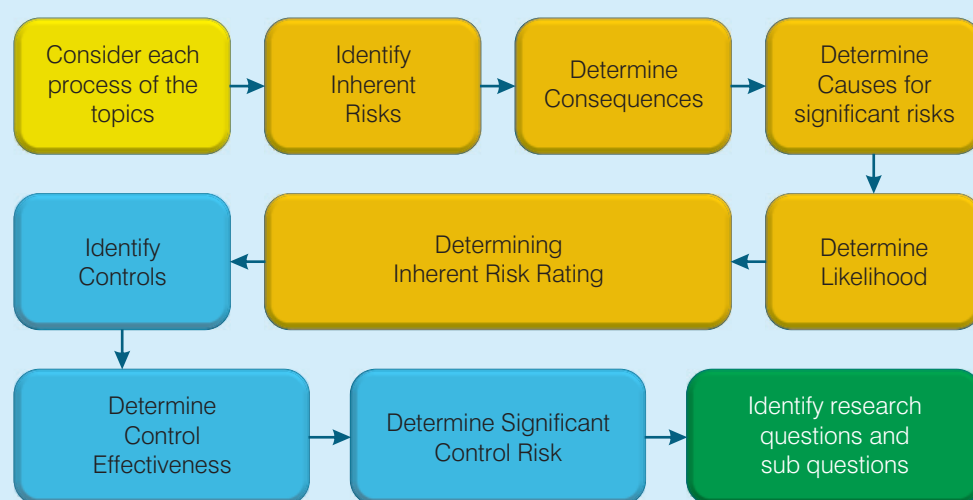 Consider each
process of the
topics
Identify
Inherent
Risks
Determine
Consequences
Determine
Causes for
significant risks
Determine
Likelihood
Determining
Inherent Risk Rating
Identify
Controls
Determine
Control
Effectiveness
Determine Significant
Control Risk
Identify research
questions and
sub questions